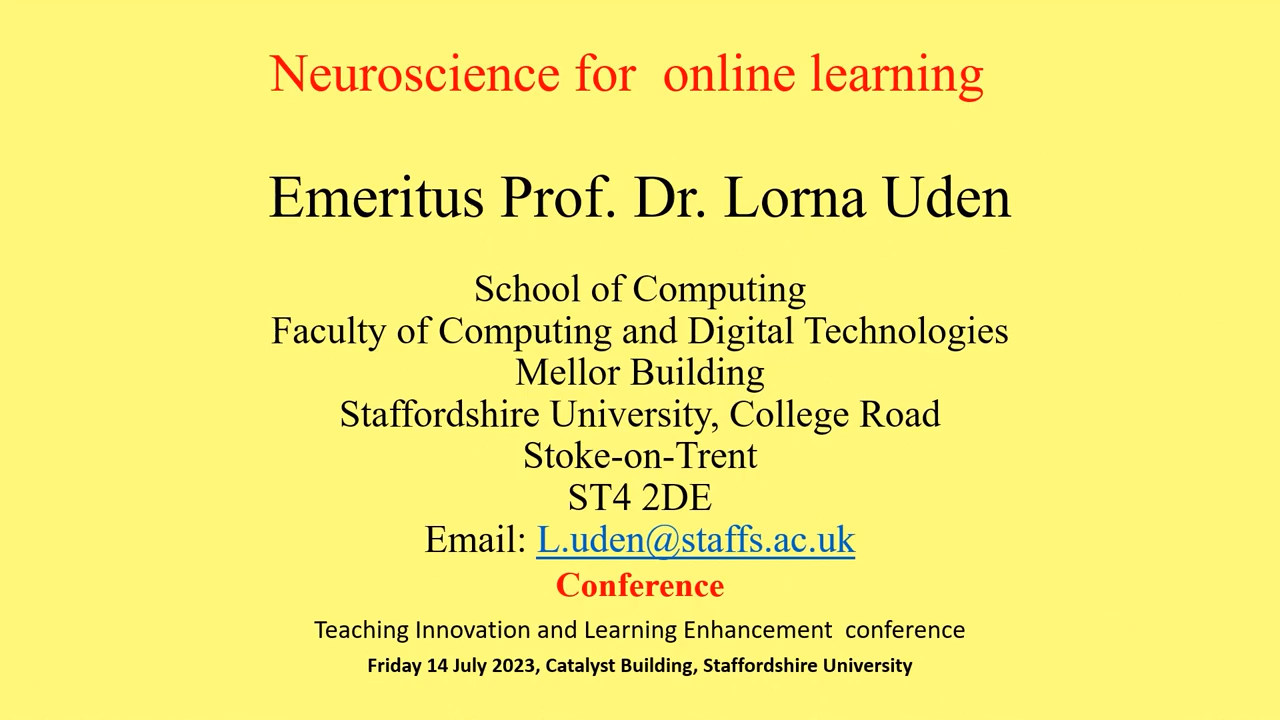 Neuroscience for online learning
Emeritus Prof. Dr. Lorna Uden
School of Computing
Faculty of Computing and Digital Technologies
Mellor Building
Staffordshire University, College Road
Stoke-on-Trent
ST4 2DE
Email: L.uden@staffs.ac.uk
Conference
Teaching Innovation and Learning Enhancement conference
Friday 14 July 2023, Catalyst Building, Staffordshire University